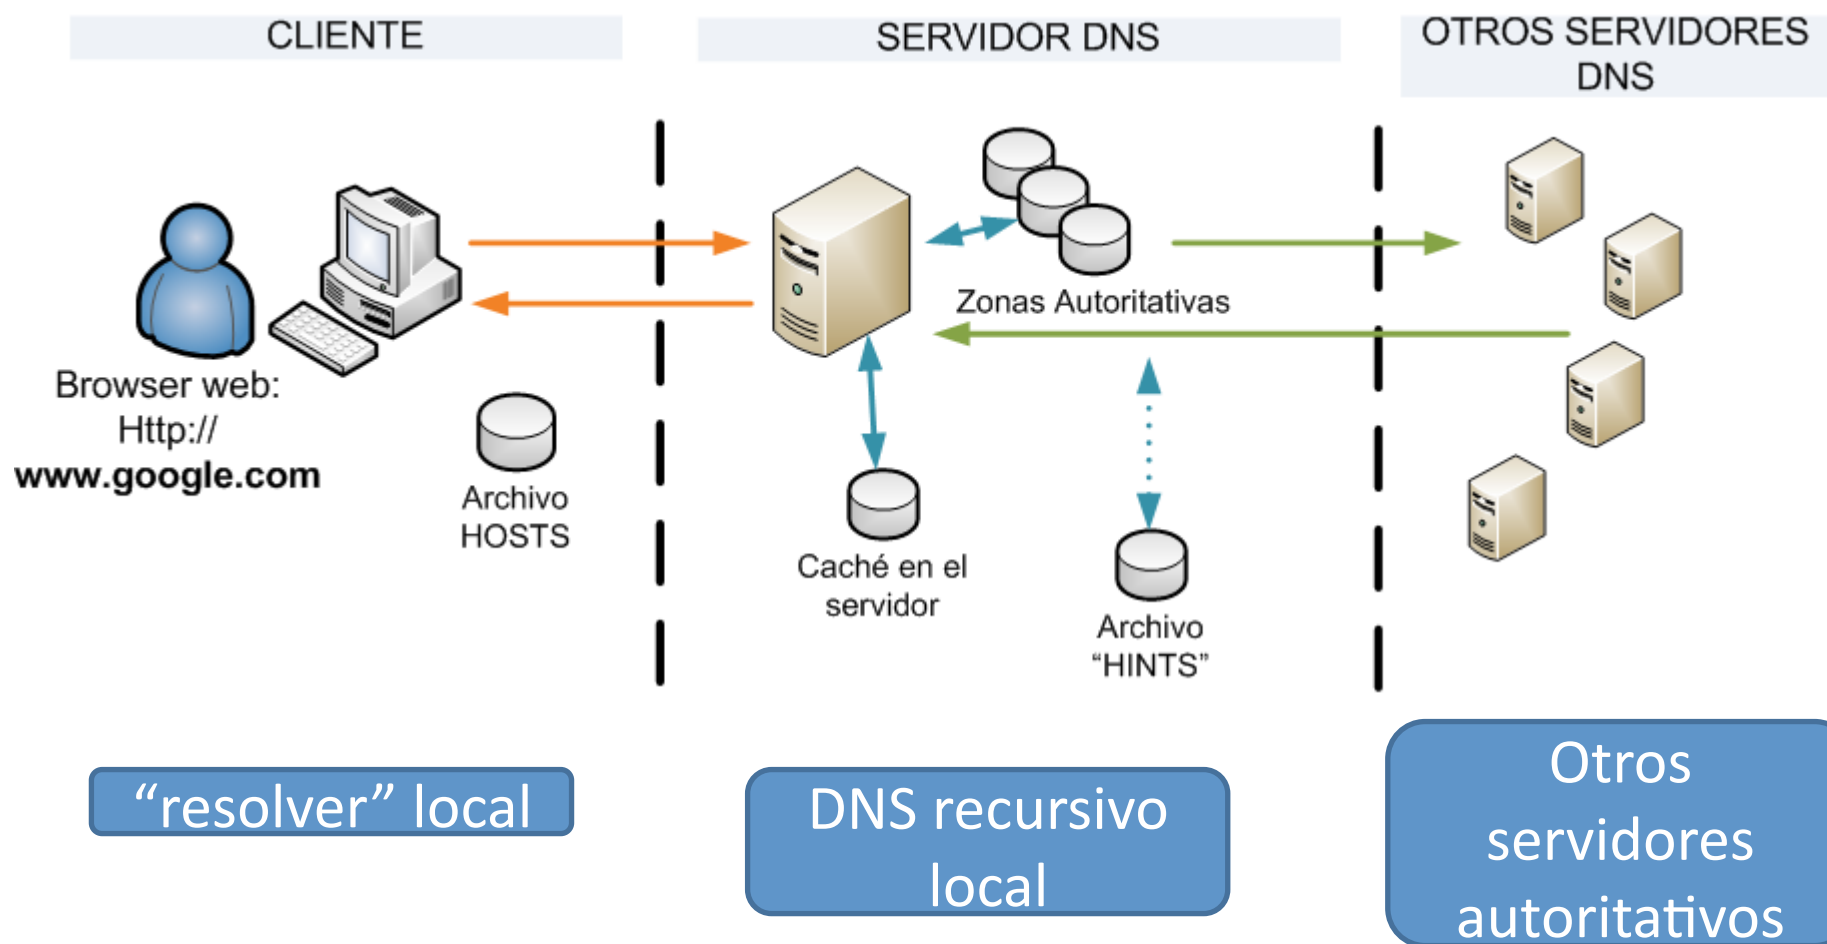 CLIENTE
SERVIDOR DNS
OTROS SERVIDORES
DNS
Browser web:
Http://
www.google.com
Archivo
HOSTS
Zonas Autoritativas
Caché en el
servidor
Archivo
“HINTS”
“resolver” local
DNS recursivo
local
Otros
servidores
autoritativos